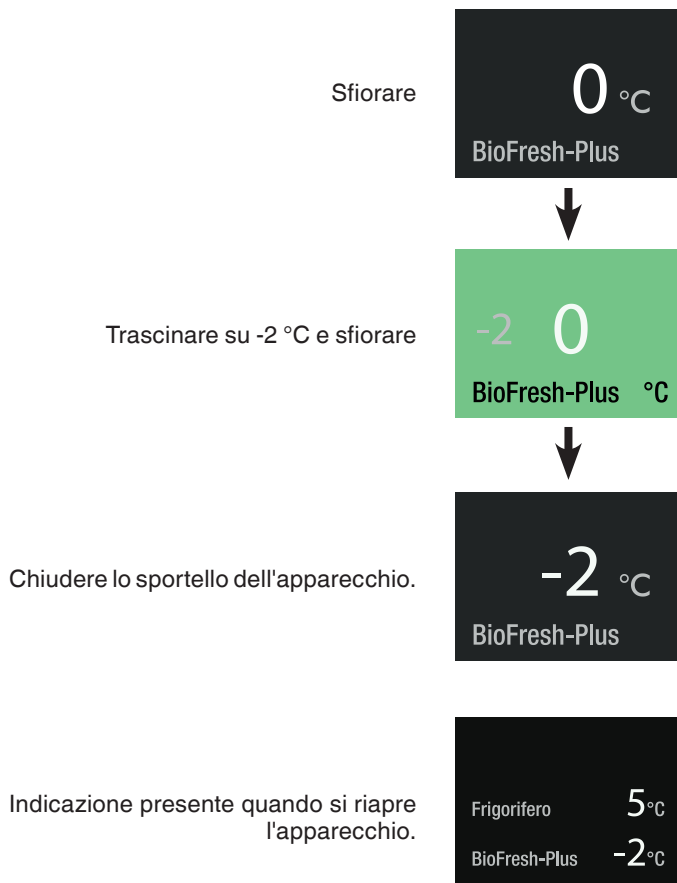 Sfiorare
0 °C
BioFresh-Plus
Trascinare su -2 °C e sfiorare
-2 0
BioFresh-Plus °C
Chiudere lo sportello dell'apparecchio.
-2 °C
BioFresh-Plus
Indicazione presente quando si riapre
l'apparecchio.
Frigorifero 5°C
BioFresh-Plus -2°C